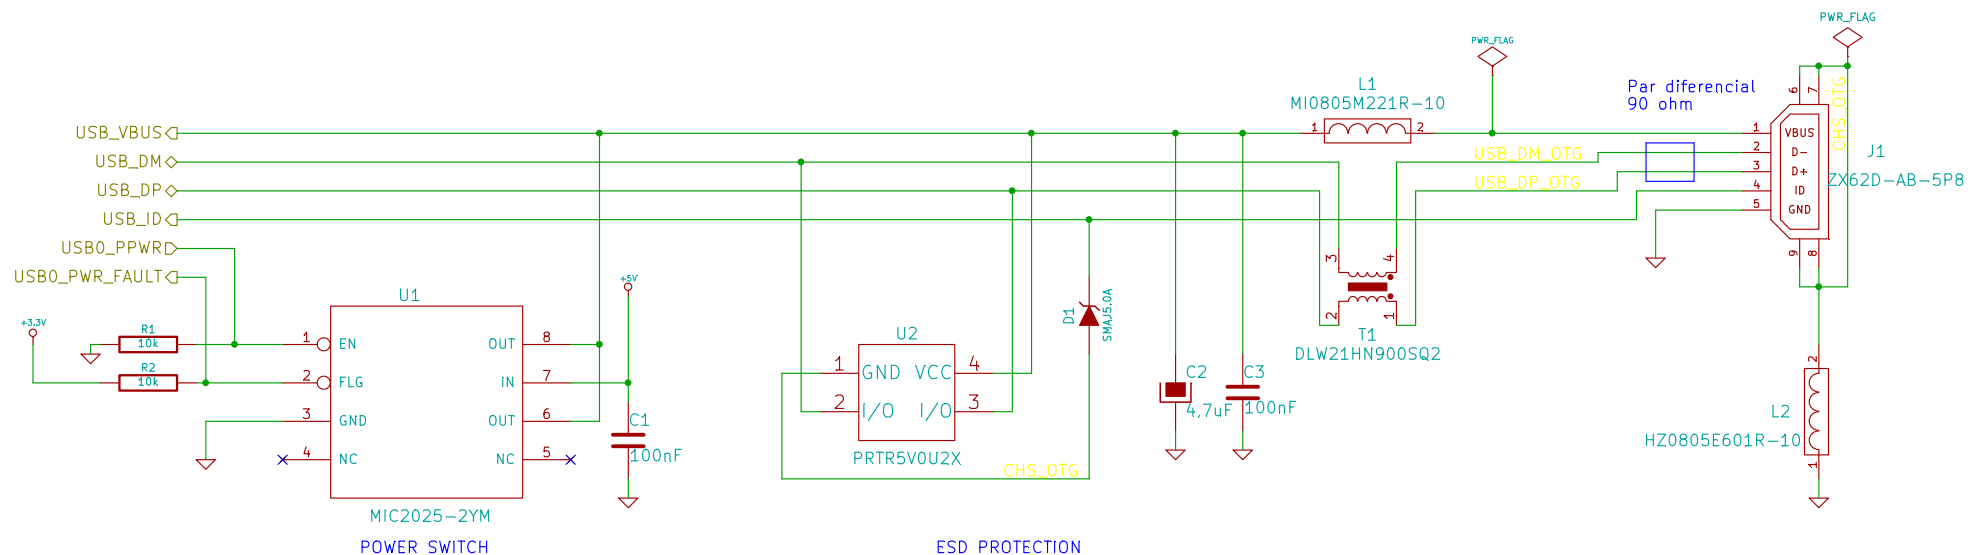 PWR_FLAG
PWR_FLAG
L1
MI0805M221R-10
1
2
Par diferencial
90 ohm
6
7
CHS_OTG
USB_VBUS
USB_DM
USB_DP
USB_ID
USB0_PPWR
USB0_PWR_FAULT
USB_DM_OTG
USB_DP_OTG
1
2
3
4
5
VBUS
D-
D+
ID
GND
9
8
J1
ZX62D-AB-5P8
+3.3V
R1
10k
R2
10k
U1
1
2
3
4
EN
FLG
GND
NC
OUT
IN
OUT
NC
8
7
6
5
MIC2025-2YM
POWER SWITCH
+5V
C1
100nF
U2
1
2
GND
I/O
VCC
I/O
4
3
PRTR5V0U2X
CHS_OTG
ESD PROTECTION
D1
SMAJ5.0A
C2
4,7uF
C3
100nF
3
4
2
1
T1
DLW21HN900SQ2
2
L2
HZ0805E601R-10
1